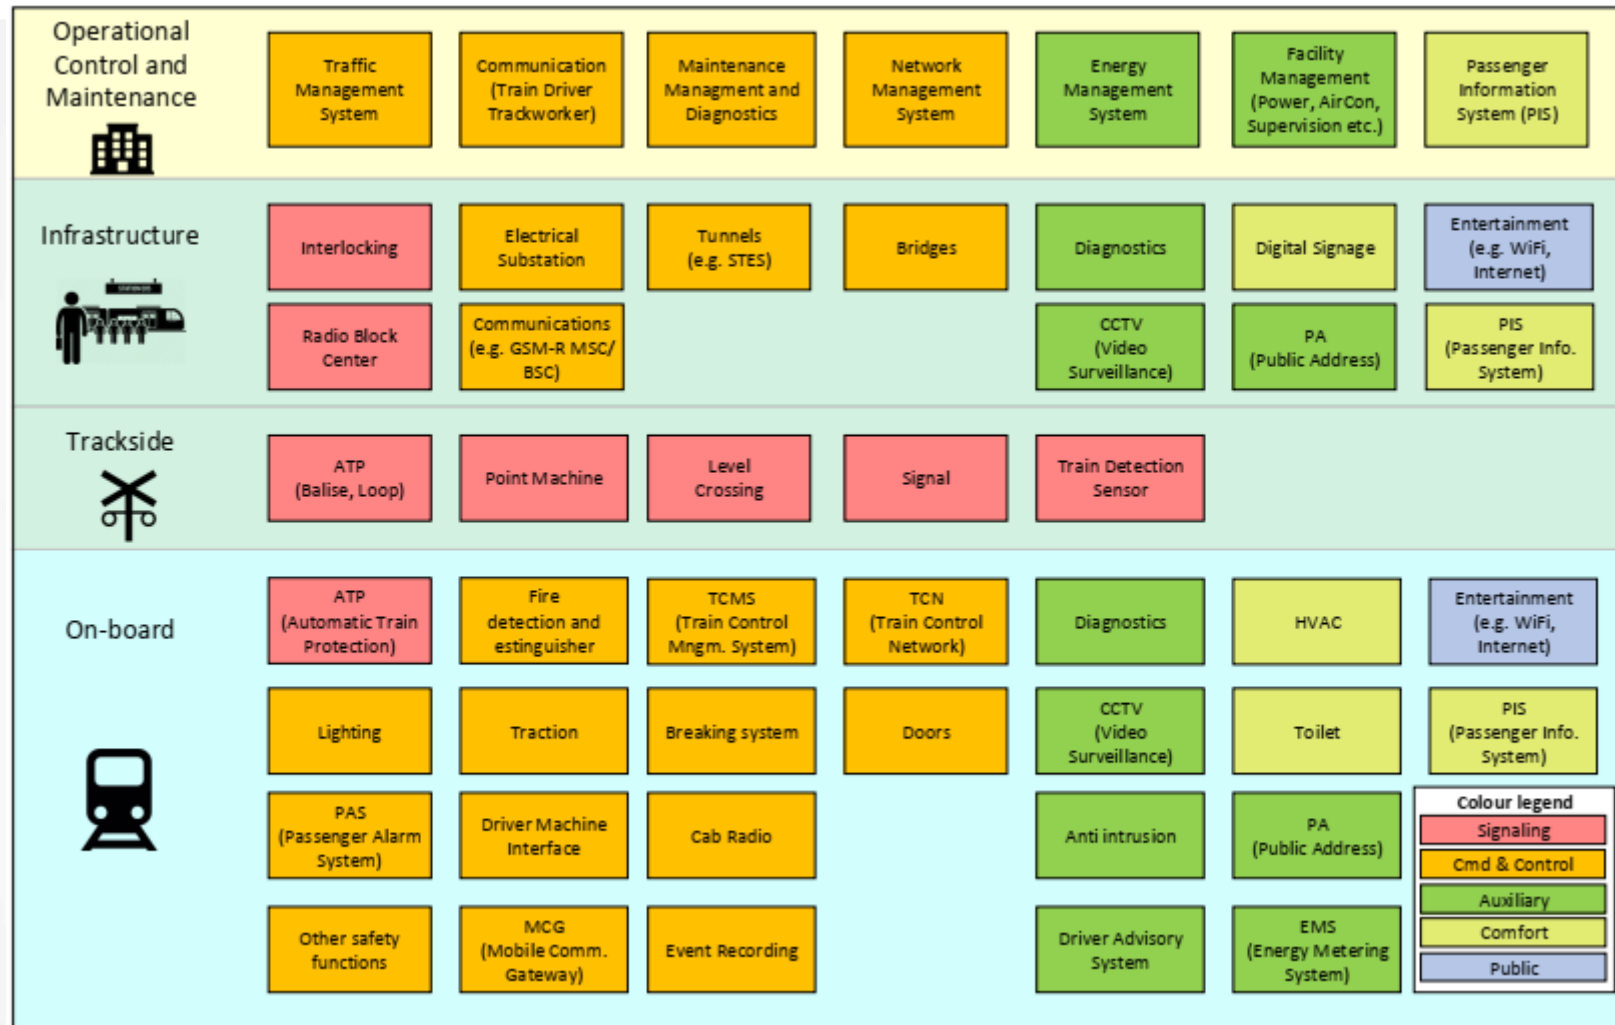 Operational
Control and
Maintenance
Traffic
Management
System
Communication
(Train Driver
Trackworker)
Maintenance
Managment and
Diagnostics
Network
Management
System
Energy
Management
System
Facility
Management
(Power, AirCon,
Supervision etc.)
Passenger
Information
System (PIS)
Infrastructure
Interlocking
Electrical
Substation
Tunnels
(e.g. STES)
Bridges
Diagnostics
Digital Signage
Entertainment
(e.g. WiFi,
Internet)
Radio Block
Center
Communications
(e.g. GSM-R MSC/
BSC)
CCTV
(Video
Surveillance)
PA
(Public Address)
PIS
(Passenger Info.
System)
Trackside
ATP
(Balise, Loop)
Point Machine
Level
Crossing
Signal
Train Detection
Sensor
On-board
ATP
(Automatic Train
Protection)
Fire
detection and
estinguisher
TCMS
(Train Control
Mngm. System)
TCN
(Train Control
Network)
Diagnostics
HVAC
Entertainment
(e.g. WiFi,
Internet)
Lighting
Traction
Breaking system
Doors
CCTV
(Video
Surveillance)
Toilet
PIS
(Passenger Info.
System)
PAS
(Passenger Alarm
System)
Driver Machine
Interface
Cab Radio
Anti intrusion
PA
(Public Address)
Other safety
functions
MCG
(Mobile Comm.
Gateway)
Event Recording
Driver Advisory
System
EMS
(Energy Metering
System)
Colour legend
Signaling
Cmd & Control
Auxiliary
Comfort
Public